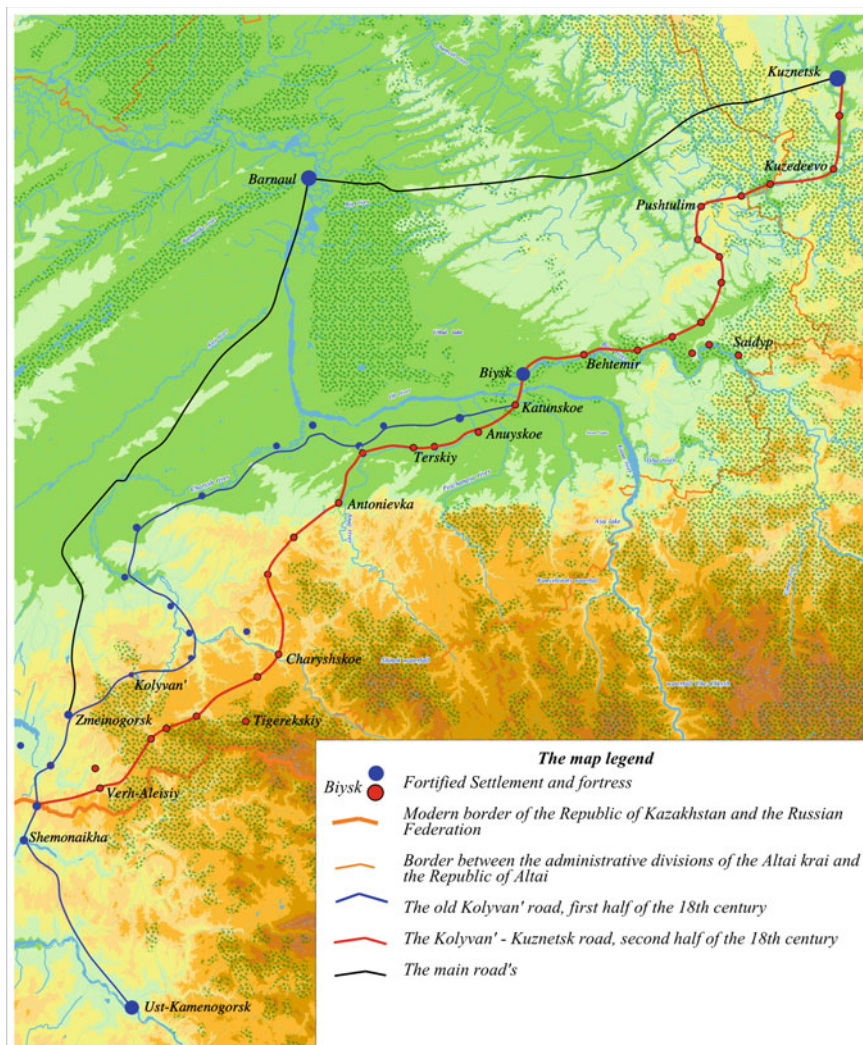 Kuznetsk
Kuzedeevo
Barnaul
Pushtulim
Saidyp
Behtemir
Biysk
Katunskoe
Anuyskoe
Terskiy
Antonievka
Charyshskoe
Kolyvan'
Zmeinogorsk
Tigerekskiy
Verh-Aleisiy
Shemonaikha
Ust-Kamenogorsk
The map legend
Biysk
Fortified Settlement and fortress
Modern border of the Republic of Kazakhstan and the Russian
Federation
Border between the administrative divisions of the Altai krai and
the Republic of Altai
The old Kolyvan' road, first half of the 18th century
The Kolyvan' - Kuznetsk road, second half of the 18th century
The main road's